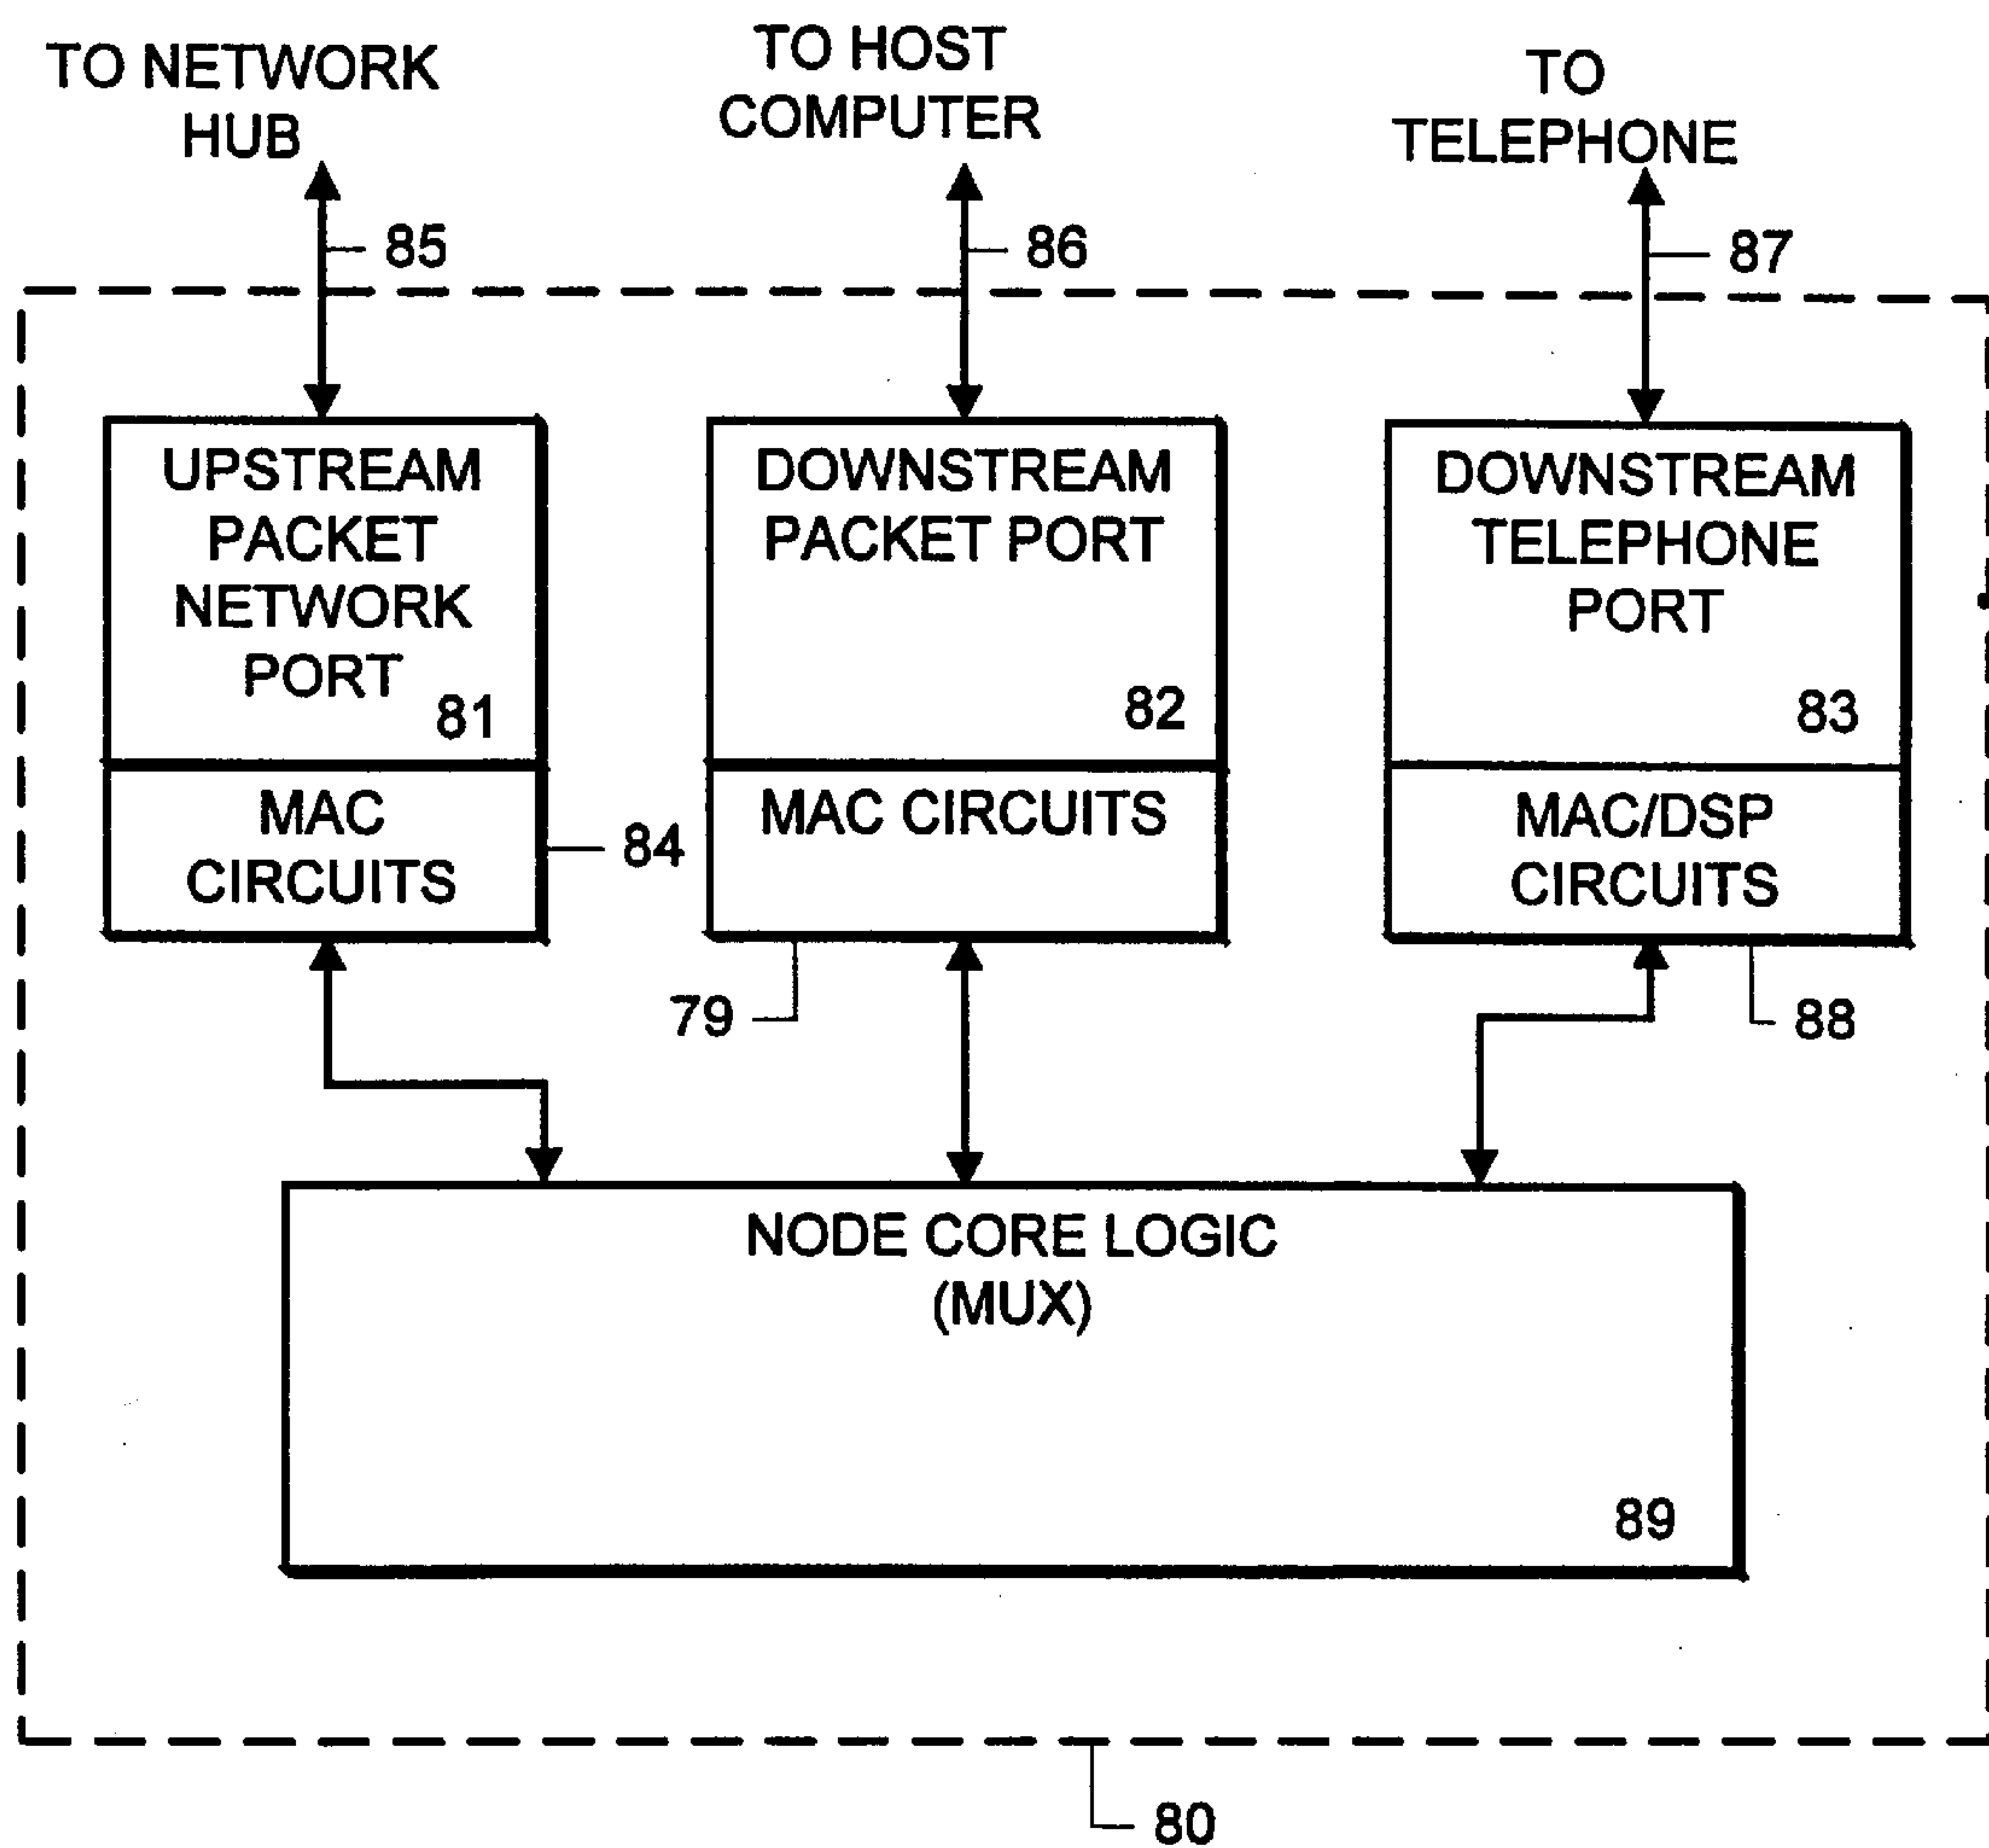 TO NETWORK
HUB
TO HOST
COMPUTER
TO
TELEPHONE
85
86
87
UPSTREAM
PACKET
NETWORK
PORT
81
MAC
CIRCUITS
84
DOWNSTREAM
PACKET PORT
82
MAC CIRCUITS
79
DOWNSTREAM
TELEPHONE
PORT
83
MAC/DSP
CIRCUITS
88
NODE CORE LOGIC
(MUX)
89
80